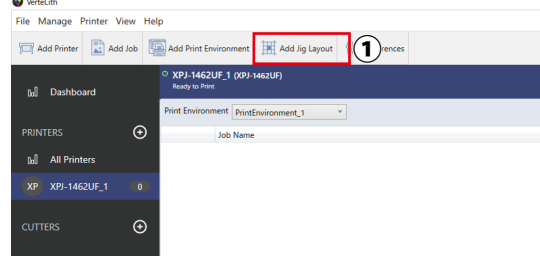 VerteLith
File Manage Printer View Help
Add Printer Add Job Add Print Environment Add Jig Layout 1 rences
XPJ-1462UF_1 (XPJ-1462UF)
Ready to Print
Dashboard
Print Environment PrintEnvironment_1
Job Name
PRINTERS
All Printers
XP XPJ-1462UF_1 0
CUTTERS